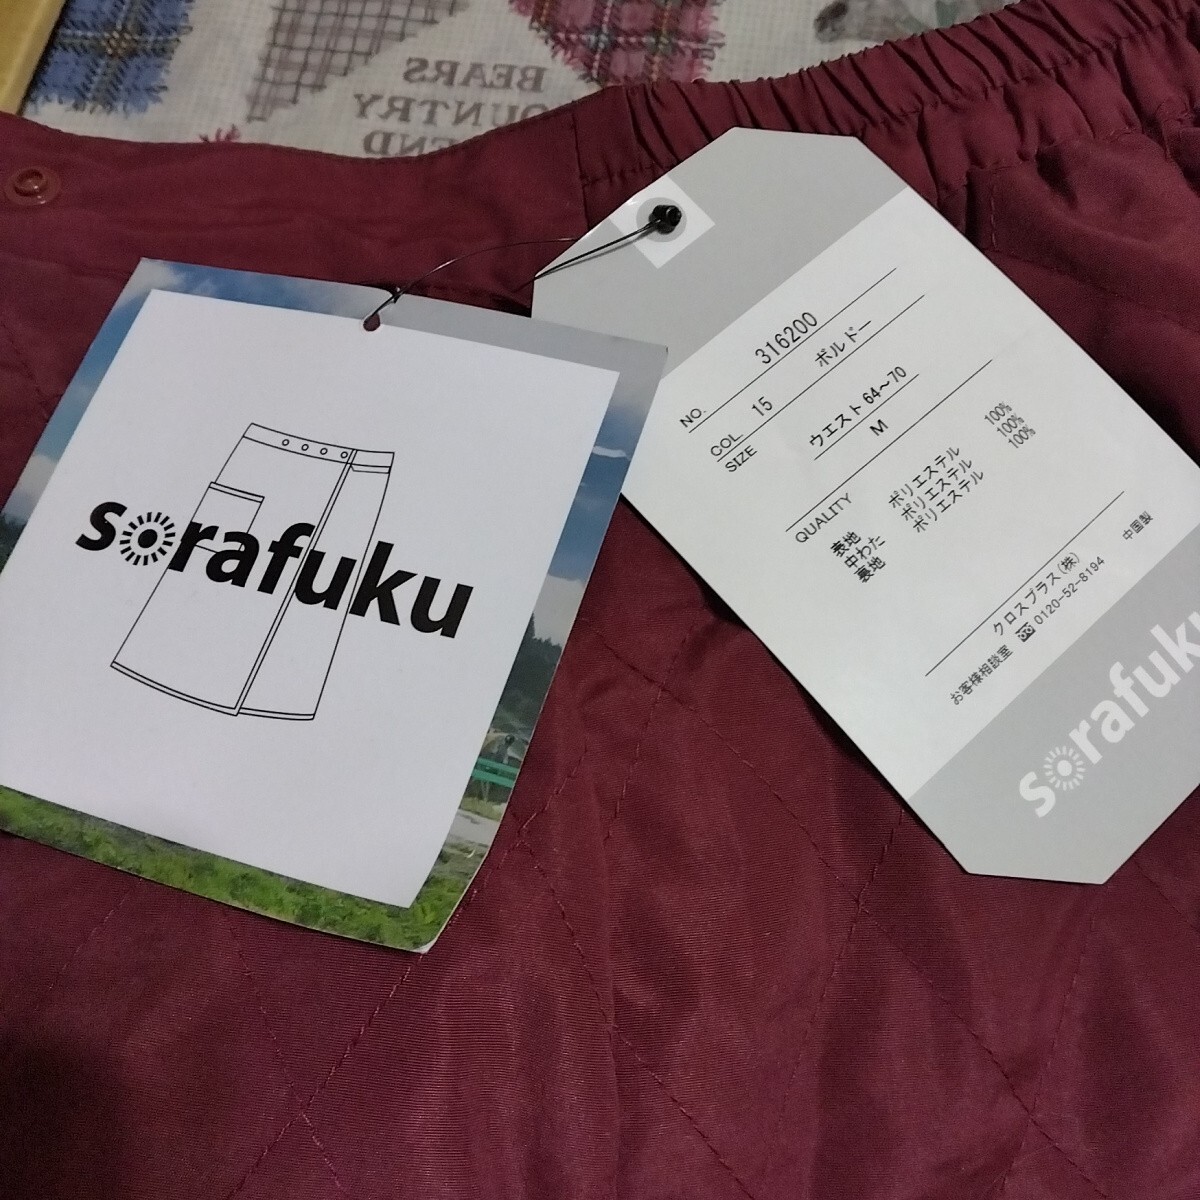 BEARS
OUNTRY
END
sorafuku
NO. 316200
COL. 15 ボルドー
SIZE ウエスト 64〜70
M
QUALITY
表地 ポリエステル 100%
中わた ポリエステル 100%
裏地 ポリエステル 100%
クロスプラス(株) 中国製
お客様相談室 0120-52-8194
sorafuku